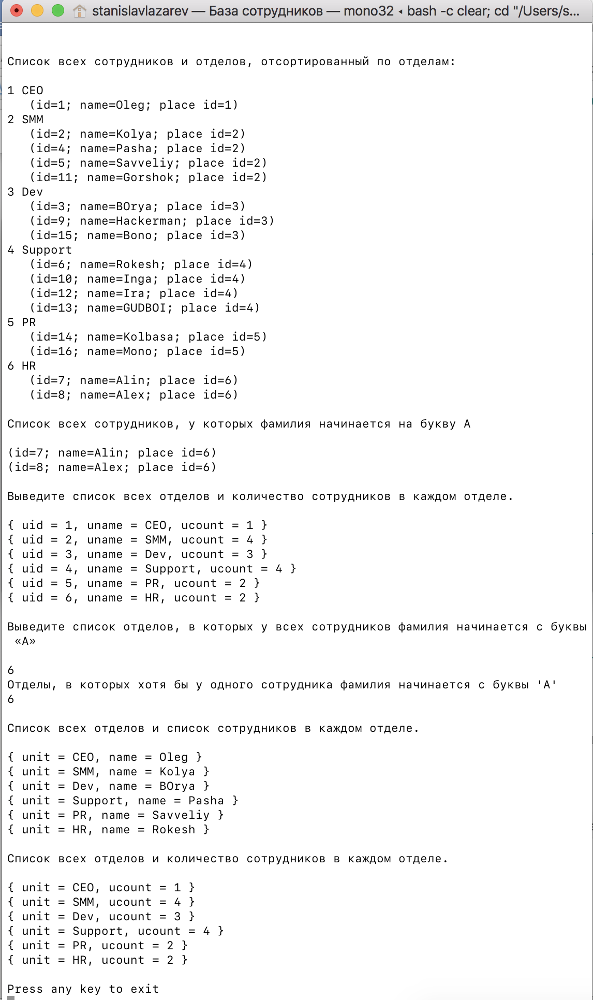 stanislavlazarev — База сотрудников — mono32 ◂ bash -c clear; cd "/Users/s...
Список всех сотрудников и отделов, отсортированный по отделам:
1 CEO
(id=1; name=Oleg; place id=1)
2 SMM
(id=2; name=Kolya; place id=2)
(id=4; name=Pasha; place id=2)
(id=5; name=Savveliy; place id=2)
(id=11; name=Gorshok; place id=2)
3 Dev
(id=3; name=BOrya; place id=3)
(id=9; name=Hackerman; place id=3)
(id=15; name=Bono; place id=3)
4 Support
(id=6; name=Rokesh; place id=4)
(id=10; name=Inga; place id=4)
(id=12; name=Ira; place id=4)
(id=13; name=GUDBOI; place id=4)
5 PR
(id=14; name=Kolbasa; place id=5)
(id=16; name=Mono; place id=5)
6 HR
(id=7; name=Alin; place id=6)
(id=8; name=Alex; place id=6)
Список всех сотрудников, у которых фамилия начинается на букву А
(id=7; name=Alin; place id=6)
(id=8; name=Alex; place id=6)
Выведите список всех отделов и количество сотрудников в каждом отделе.
{ uid = 1, uname = CEO, ucount = 1 }
{ uid = 2, uname = SMM, ucount = 4 }
{ uid = 3, uname = Dev, ucount = 3 }
{ uid = 4, uname = Support, ucount = 4 }
{ uid = 5, uname = PR, ucount = 2 }
{ uid = 6, uname = HR, ucount = 2 }
Выведите список отделов, в которых у всех сотрудников фамилия начинается с буквы
«А»
6
Отделы, в которых хотя бы у одного сотрудника фамилия начинается с буквы 'А'
6
Список всех отделов и список сотрудников в каждом отделе.
{ unit = CEO, name = Oleg }
{ unit = SMM, name = Kolya }
{ unit = Dev, name = BOrya }
{ unit = Support, name = Pasha }
{ unit = PR, name = Savveliy }
{ unit = HR, name = Rokesh }
Список всех отделов и количество сотрудников в каждом отделе.
{ unit = CEO, ucount = 1 }
{ unit = SMM, ucount = 4 }
{ unit = Dev, ucount = 3 }
{ unit = Support, ucount = 4 }
{ unit = PR, ucount = 2 }
{ unit = HR, ucount = 2 }
Press any key to exit